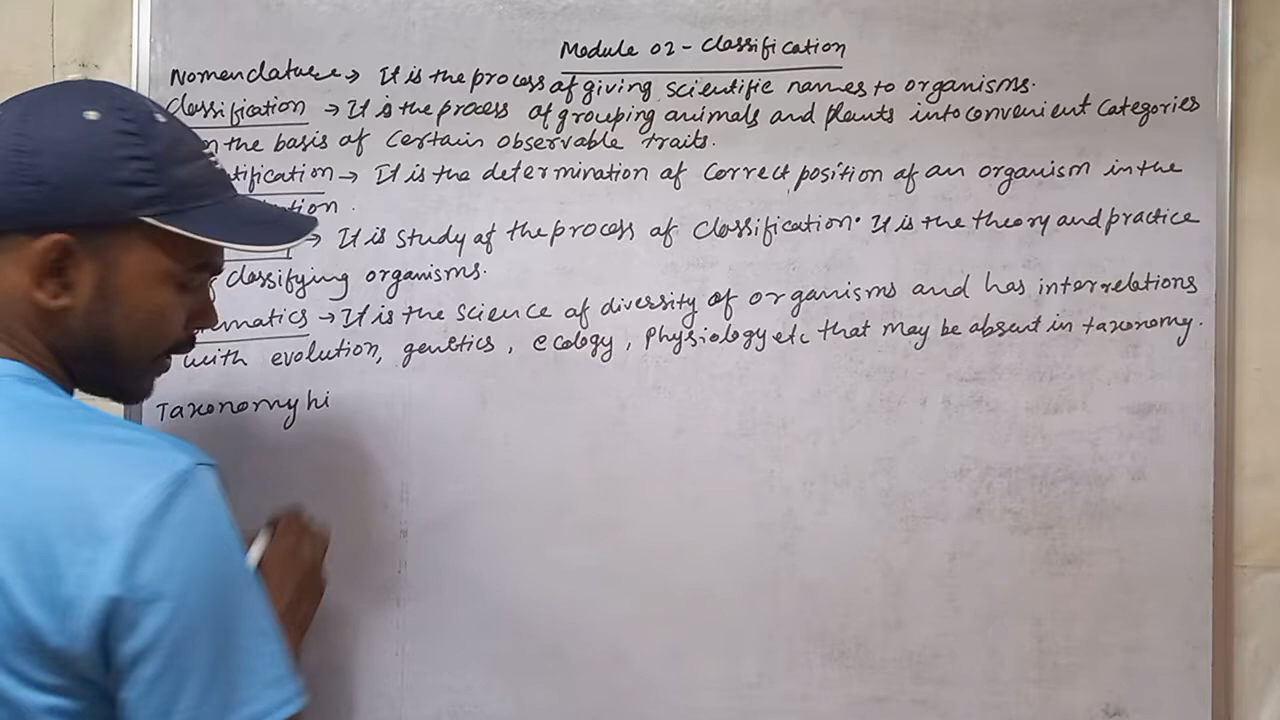 Module 02 - Classification
Nomenclature → It is the process of giving scientific names to organisms.
Classification → It is the process of grouping animals and plants into convenient categories
on the basis of certain observable traits.
tification → It is the determination of correct position of an organism in the
tion.
→ It is study of the process of classification. It is the theory and practice
classifying organisms.
ematics → It is the science of diversity of organisms and has interrelations
with evolution, genetics, ecology, physiology etc that may be absent in taxonomy.
Taxonomy hi